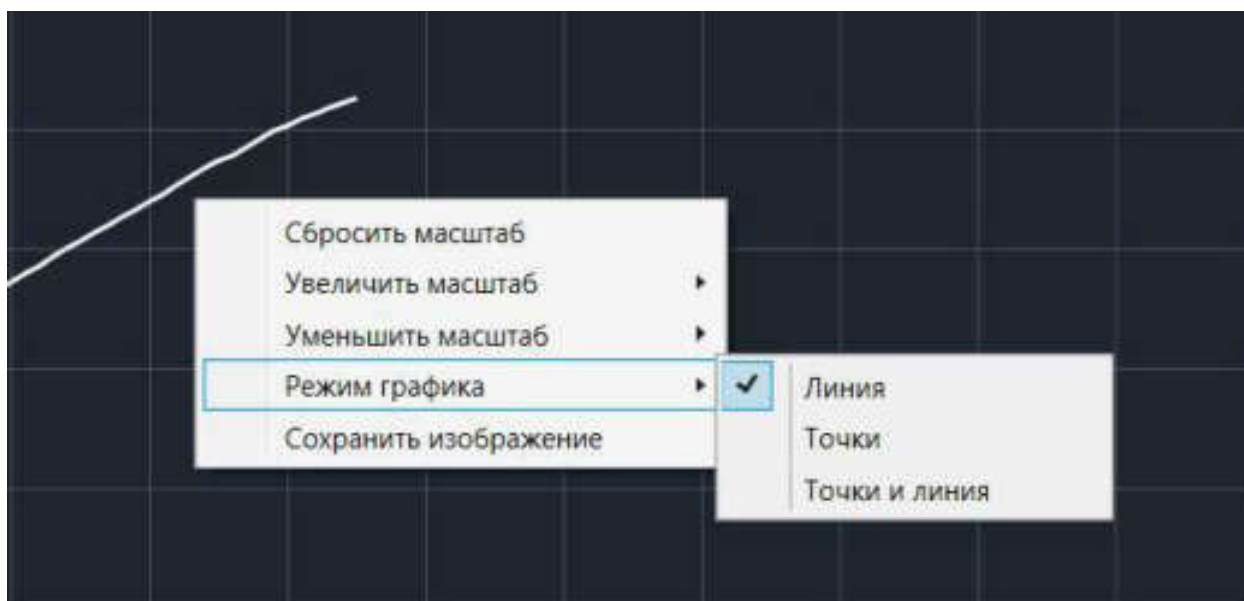 Сбросить масштаб
Увеличить масштаб
Уменьшить масштаб
Режим графика
Сохранить изображение
Линия
Точки
Точки и линия